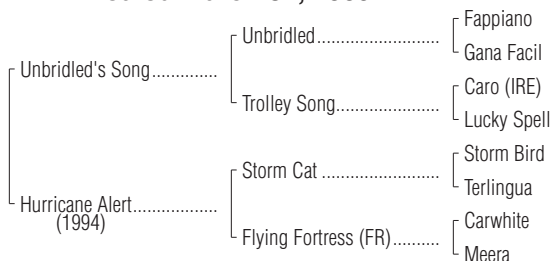 Fappiano
Unbridled
Gana Facil
Unbridled's Song
Caro (IRE)
Trolley Song
Lucky Spell
Storm Bird
Storm Cat
Terlingua
Hurricane Alert
(1994)
Carwhite
Flying Fortress (FR)
Meera